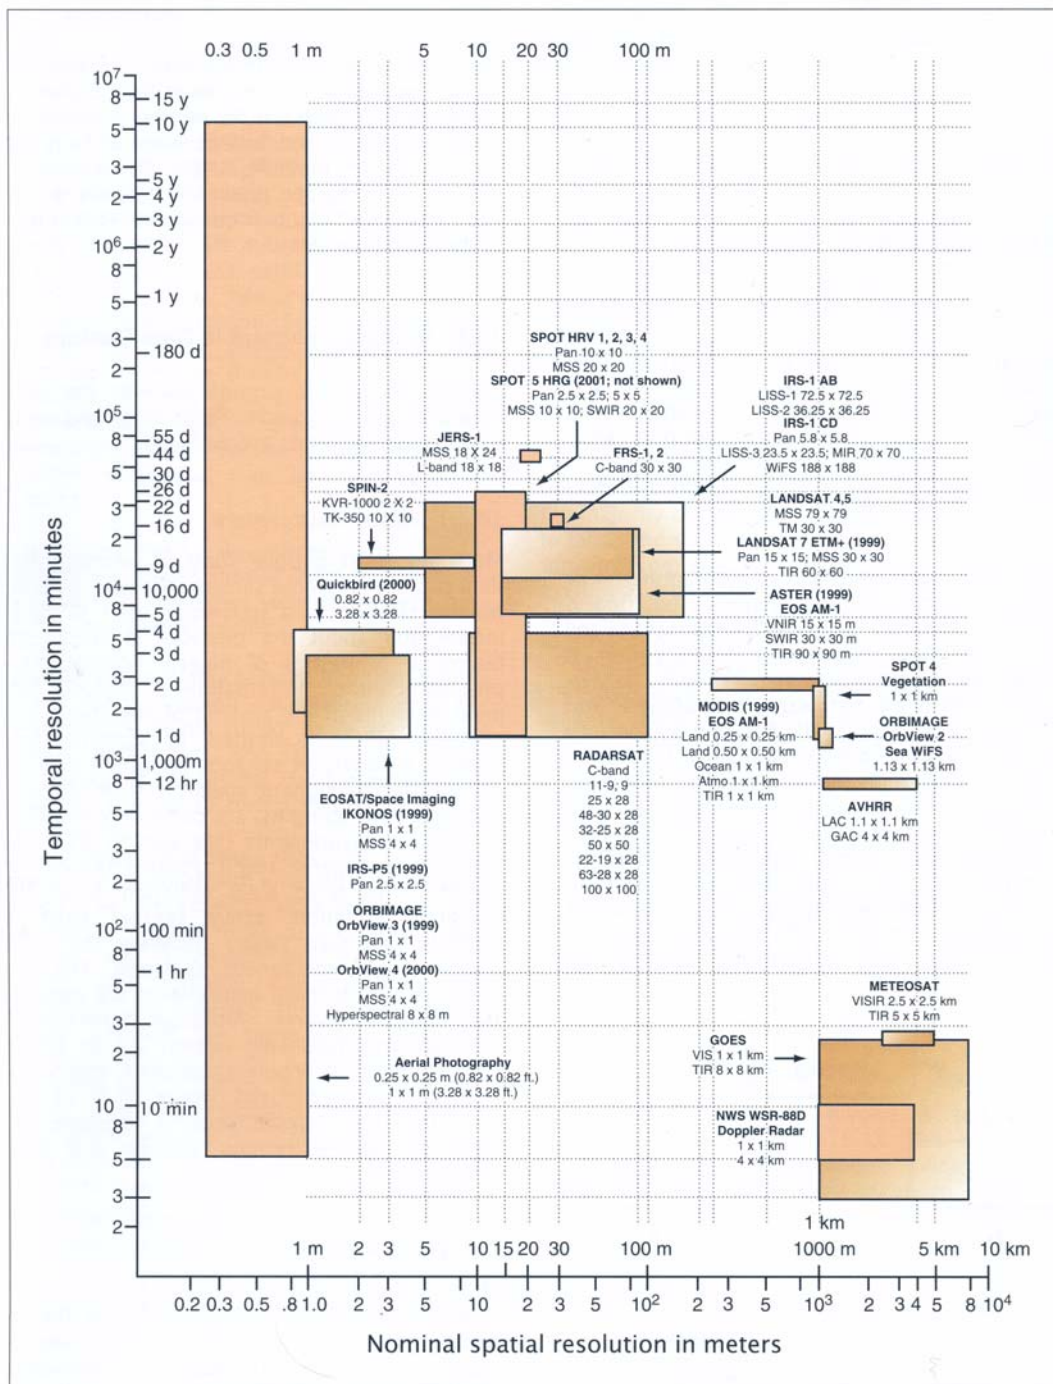 0.3 0.5 1 m 5 10 20 30 100 m
10⁷
8
15 y
5
10 y
3
5 y
2
4 y
3 y
10⁶
2 y
8
5
1 y
3
180 d
2
10⁵
8
55 d
44 d
5
30 d
26 d
3
22 d
16 d
2
9 d
10⁴
10,000
8
5 d
5
4 d
3 d
3
2 d
2
1 d
10³
1,000m
8
12 hr
5
3
2
10²
100 min
8
1 hr
5
3
2
10
10 min
8
5
3
2
Temporal resolution in minutes
SPOT HRV 1, 2, 3, 4
Pan 10 x 10
MSS 20 x 20
SPOT 5 HRG (2001; not shown)
Pan 2.5 x 2.5; 5 x 5
MSS 10 x 10; SWIR 20 x 20
IRS-1 AB
LISS-1 72.5 x 72.5
LISS-2 36.25 x 36.25
IRS-1 CD
Pan 5.8 x 5.8
LISS-3 23.5 x 23.5; MIR 70 x 70
WiFS 188 x 188
JERS-1
MSS 18 X 24
L-band 18 x 18
FRS-1, 2
C-band 30 x 30
SPIN-2
KVR-1000 2 X 2
TK-350 10 X 10
LANDSAT 4,5
MSS 79 x 79
TM 30 x 30
LANDSAT 7 ETM+ (1999)
Pan 15 x 15; MSS 30 x 30
TIR 60 x 60
Quickbird (2000)
0.82 x 0.82
3.28 x 3.28
ASTER (1999)
EOS AM-1
VNIR 15 x 15 m
SWIR 30 x 30 m
TIR 90 x 90 m
SPOT 4
Vegetation
1 x 1 km
MODIS (1999)
EOS AM-1
Land 0.25 x 0.25 km
Land 0.50 x 0.50 km
Ocean 1 x 1 km
Atmo 1 x 1 km
TIR 1 x 1 km
ORBIMAGE
OrbView 2
Sea WiFS
1.13 x 1.13 km
RADARSAT
C-band
11-9, 9
25 x 28
48-30 x 28
32-25 x 28
50 x 50
22-19 x 28
63-28 x 28
100 x 100
AVHRR
LAC 1.1 x 1.1 km
GAC 4 x 4 km
EOSAT/Space Imaging
IKONOS (1999)
Pan 1 x 1
MSS 4 x 4
IRS-P5 (1999)
Pan 2.5 x 2.5
ORBIMAGE
OrbView 3 (1999)
Pan 1 x 1
MSS 4 x 4
OrbView 4 (2000)
Pan 1 x 1
MSS 4 x 4
Hyperspectral 8 x 8 m
METEOSAT
VISIR 2.5 x 2.5 km
TIR 5 x 5 km
GOES
VIS 1 x 1 km
TIR 8 x 8 km
Aerial Photography
0.25 x 0.25 m (0.82 x 0.82 ft.)
1 x 1 m (3.28 x 3.28 ft.)
NWS WSR-88D
Doppler Radar
1 x 1 km
4 x 4 km
1 km
1 m 2 3 5 10 15 20 30 100 m 1000 m 5 km 10 km
0.2 0.3 0.5 .8 1.0 2 3 5 10 2 3 5 10² 2 3 5 10³ 2 3 4 5 8 10⁴
Nominal spatial resolution in meters